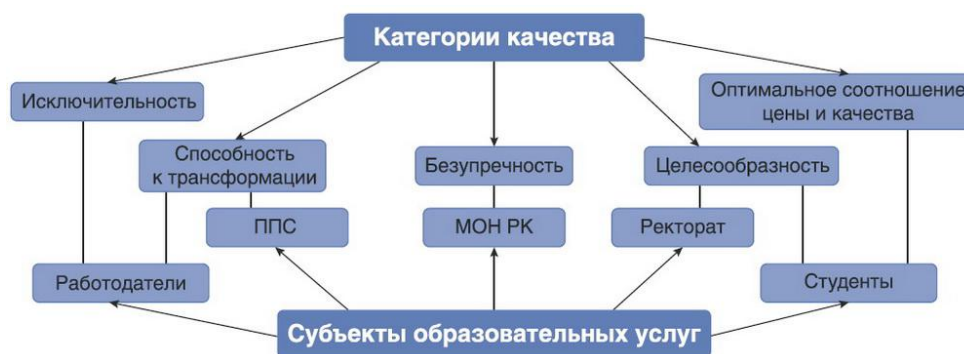 Категории качества
Исключительность
Оптимальное соотношение
цены и качества
Способность
к трансформации
Безупречность
Целесообразность
ППС
МОН РК
Ректорат
Работодатели
Студенты
Субъекты образовательных услуг